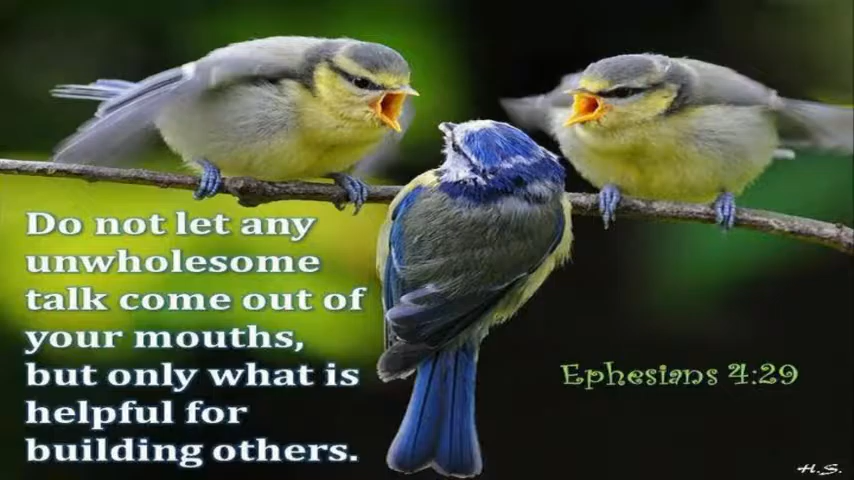 Do not let any
unwholesome
talk come out of
your mouths,
but only what is
helpful for
building others.
Ephesians 4:29
H.S.